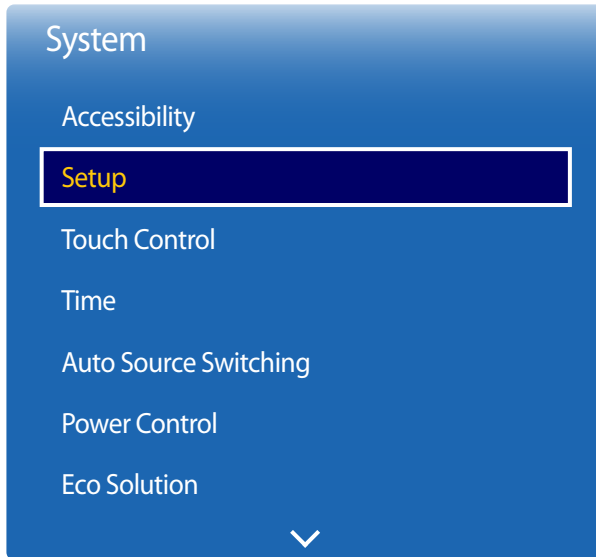 System
Accessibility
Setup
Touch Control
Time
Auto Source Switching
Power Control
Eco Solution